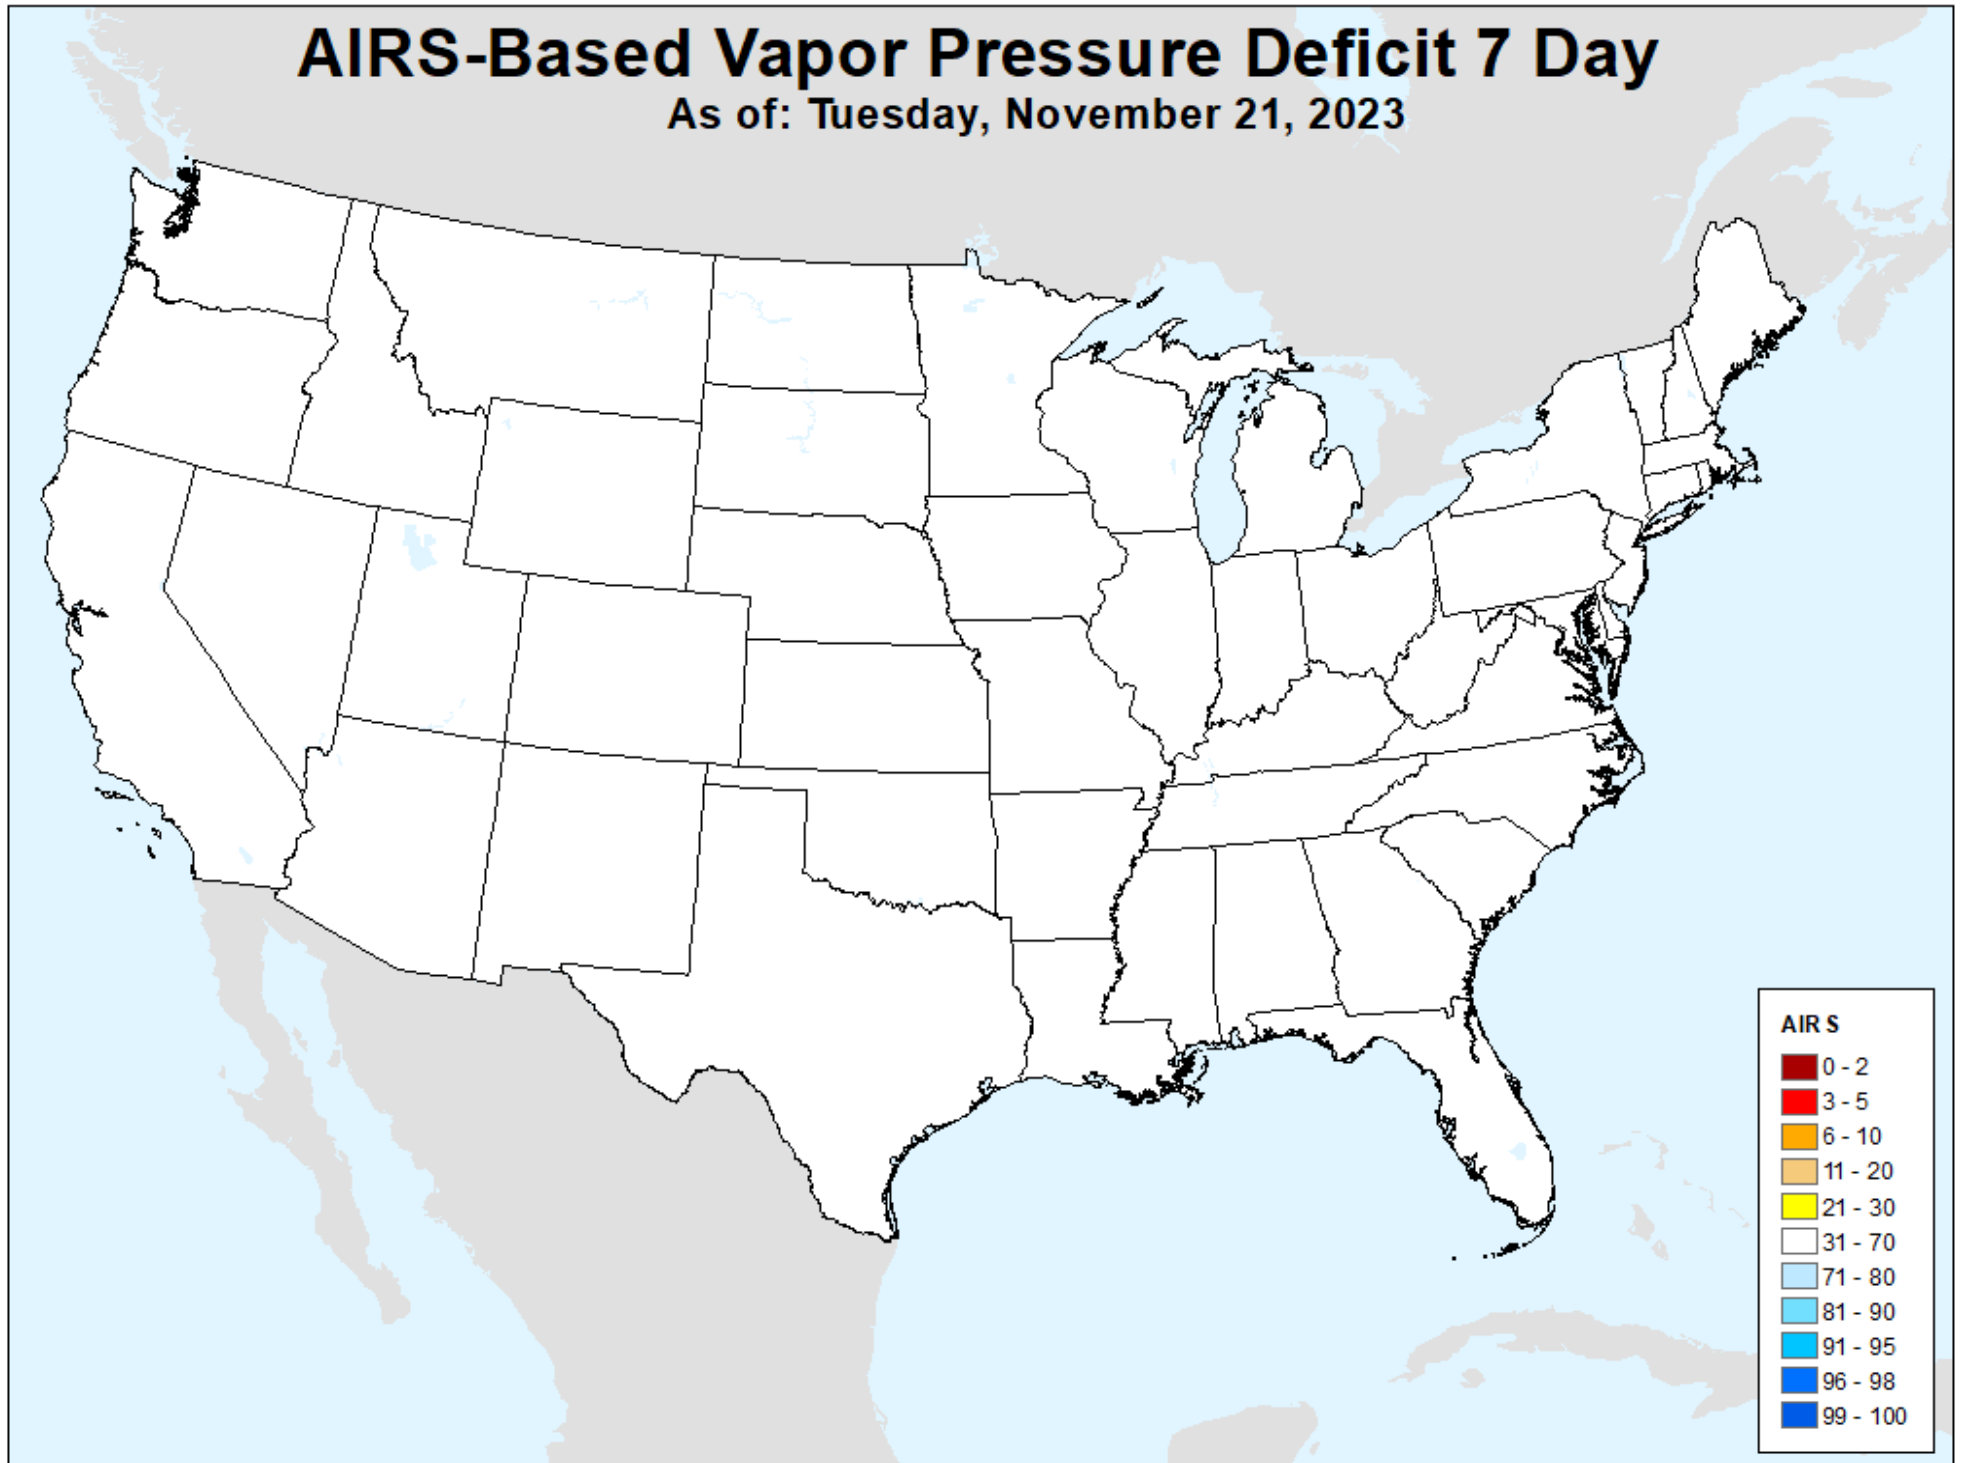 AIRS-Based Vapor Pressure Deficit 7 Day
As of: Tuesday, November 21, 2023
AIRS
0 - 2
3 - 5
6 - 10
11 - 20
21 - 30
31 - 70
71 - 80
81 - 90
91 - 95
96 - 98
99 - 100